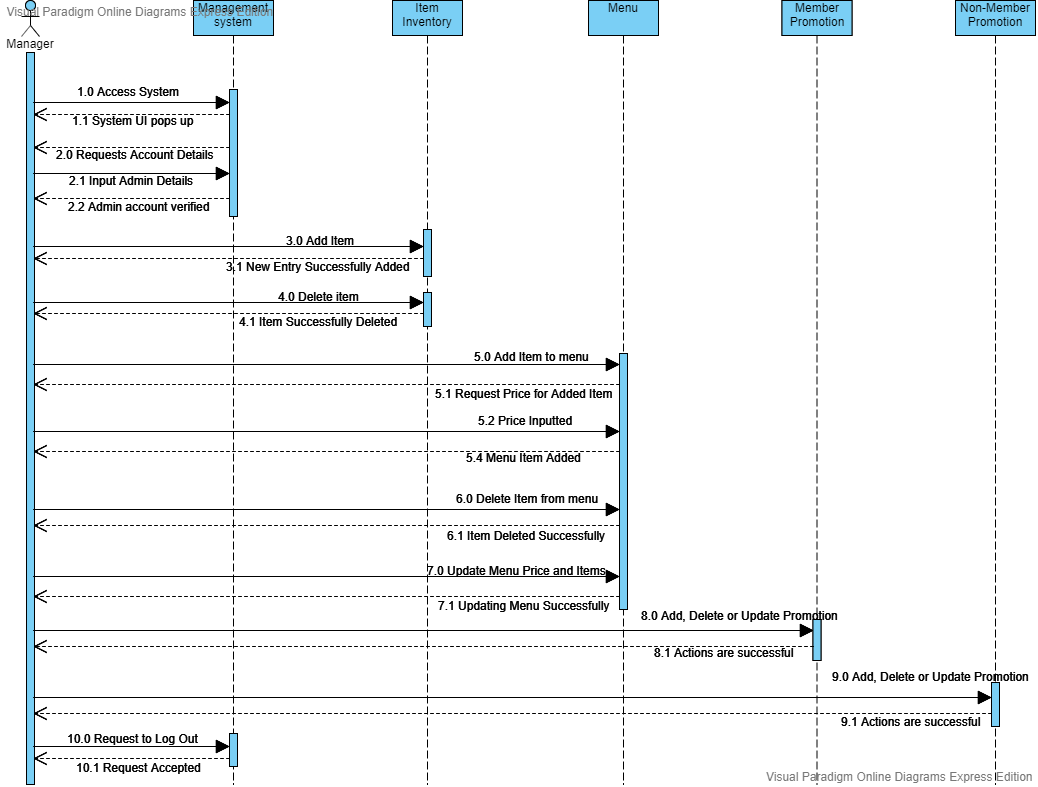 Visual Paradigm Online Diagrams Express Edition
Manager
Management
system
Item
Inventory
Menu
Member
Promotion
Non-Member
Promotion
1.0 Access System
1.1 System UI pops up
2.0 Requests Account Details
2.1 Input Admin Details
2.2 Admin account verified
3.0 Add Item
3.1 New Entry Successfully Added
4.0 Delete item
4.1 Item Successfully Deleted
5.0 Add Item to menu
5.1 Request Price for Added Item
5.2 Price Inputted
5.4 Menu Item Added
6.0 Delete Item from menu
6.1 Item Deleted Successfully
7.0 Update Menu Price and Items
7.1 Updating Menu Successfully
8.0 Add, Delete or Update Promotion
8.1 Actions are successful
9.0 Add, Delete or Update Promotion
9.1 Actions are successful
10.0 Request to Log Out
10.1 Request Accepted
Visual Paradigm Online Diagrams Express Edition